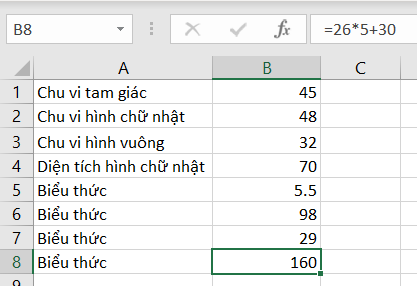 B8 fx =26*5+30
A B C
1 Chu vi tam giác 45
2 Chu vi hình chữ nhật 48
3 Chu vi hình vuông 32
4 Diện tích hình chữ nhật 70
5 Biểu thức 5.5
6 Biểu thức 98
7 Biểu thức 29
8 Biểu thức 160